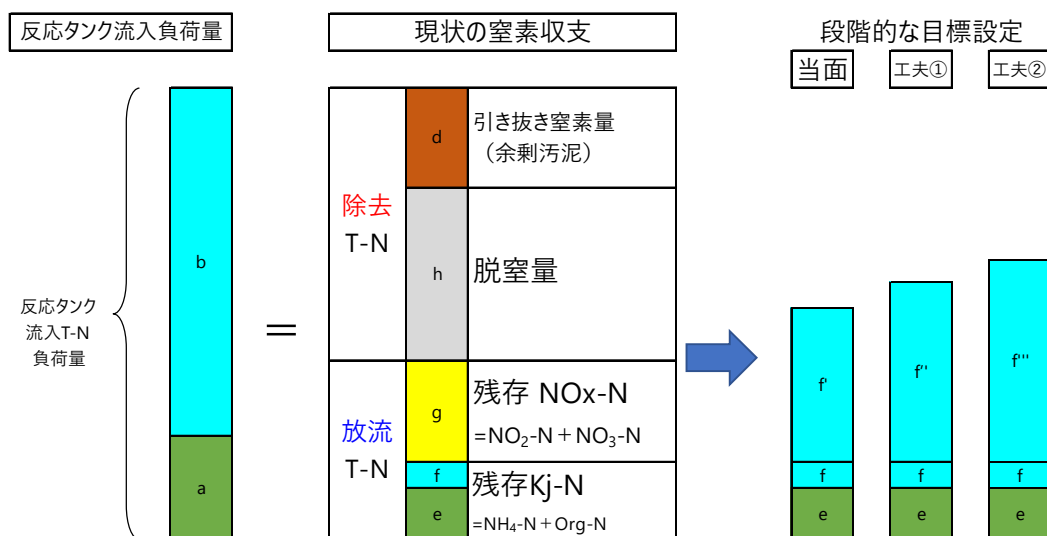 反応タンク流入負荷量
現状の窒素収支
段階的な目標設定
当面
工夫①
工夫②
反応タンク
流入T-N
負荷量
b
a
＝
除去
T-N
放流
T-N
d
引き抜き窒素量
（余剰汚泥）
h
脱窒量
g
残存 NOx-N
=NO₂-N＋NO₃-N
f
残存Kj-N
e
=NH₄-N＋Org-N
f'
f''
f'''
f
f
f
e
e
e